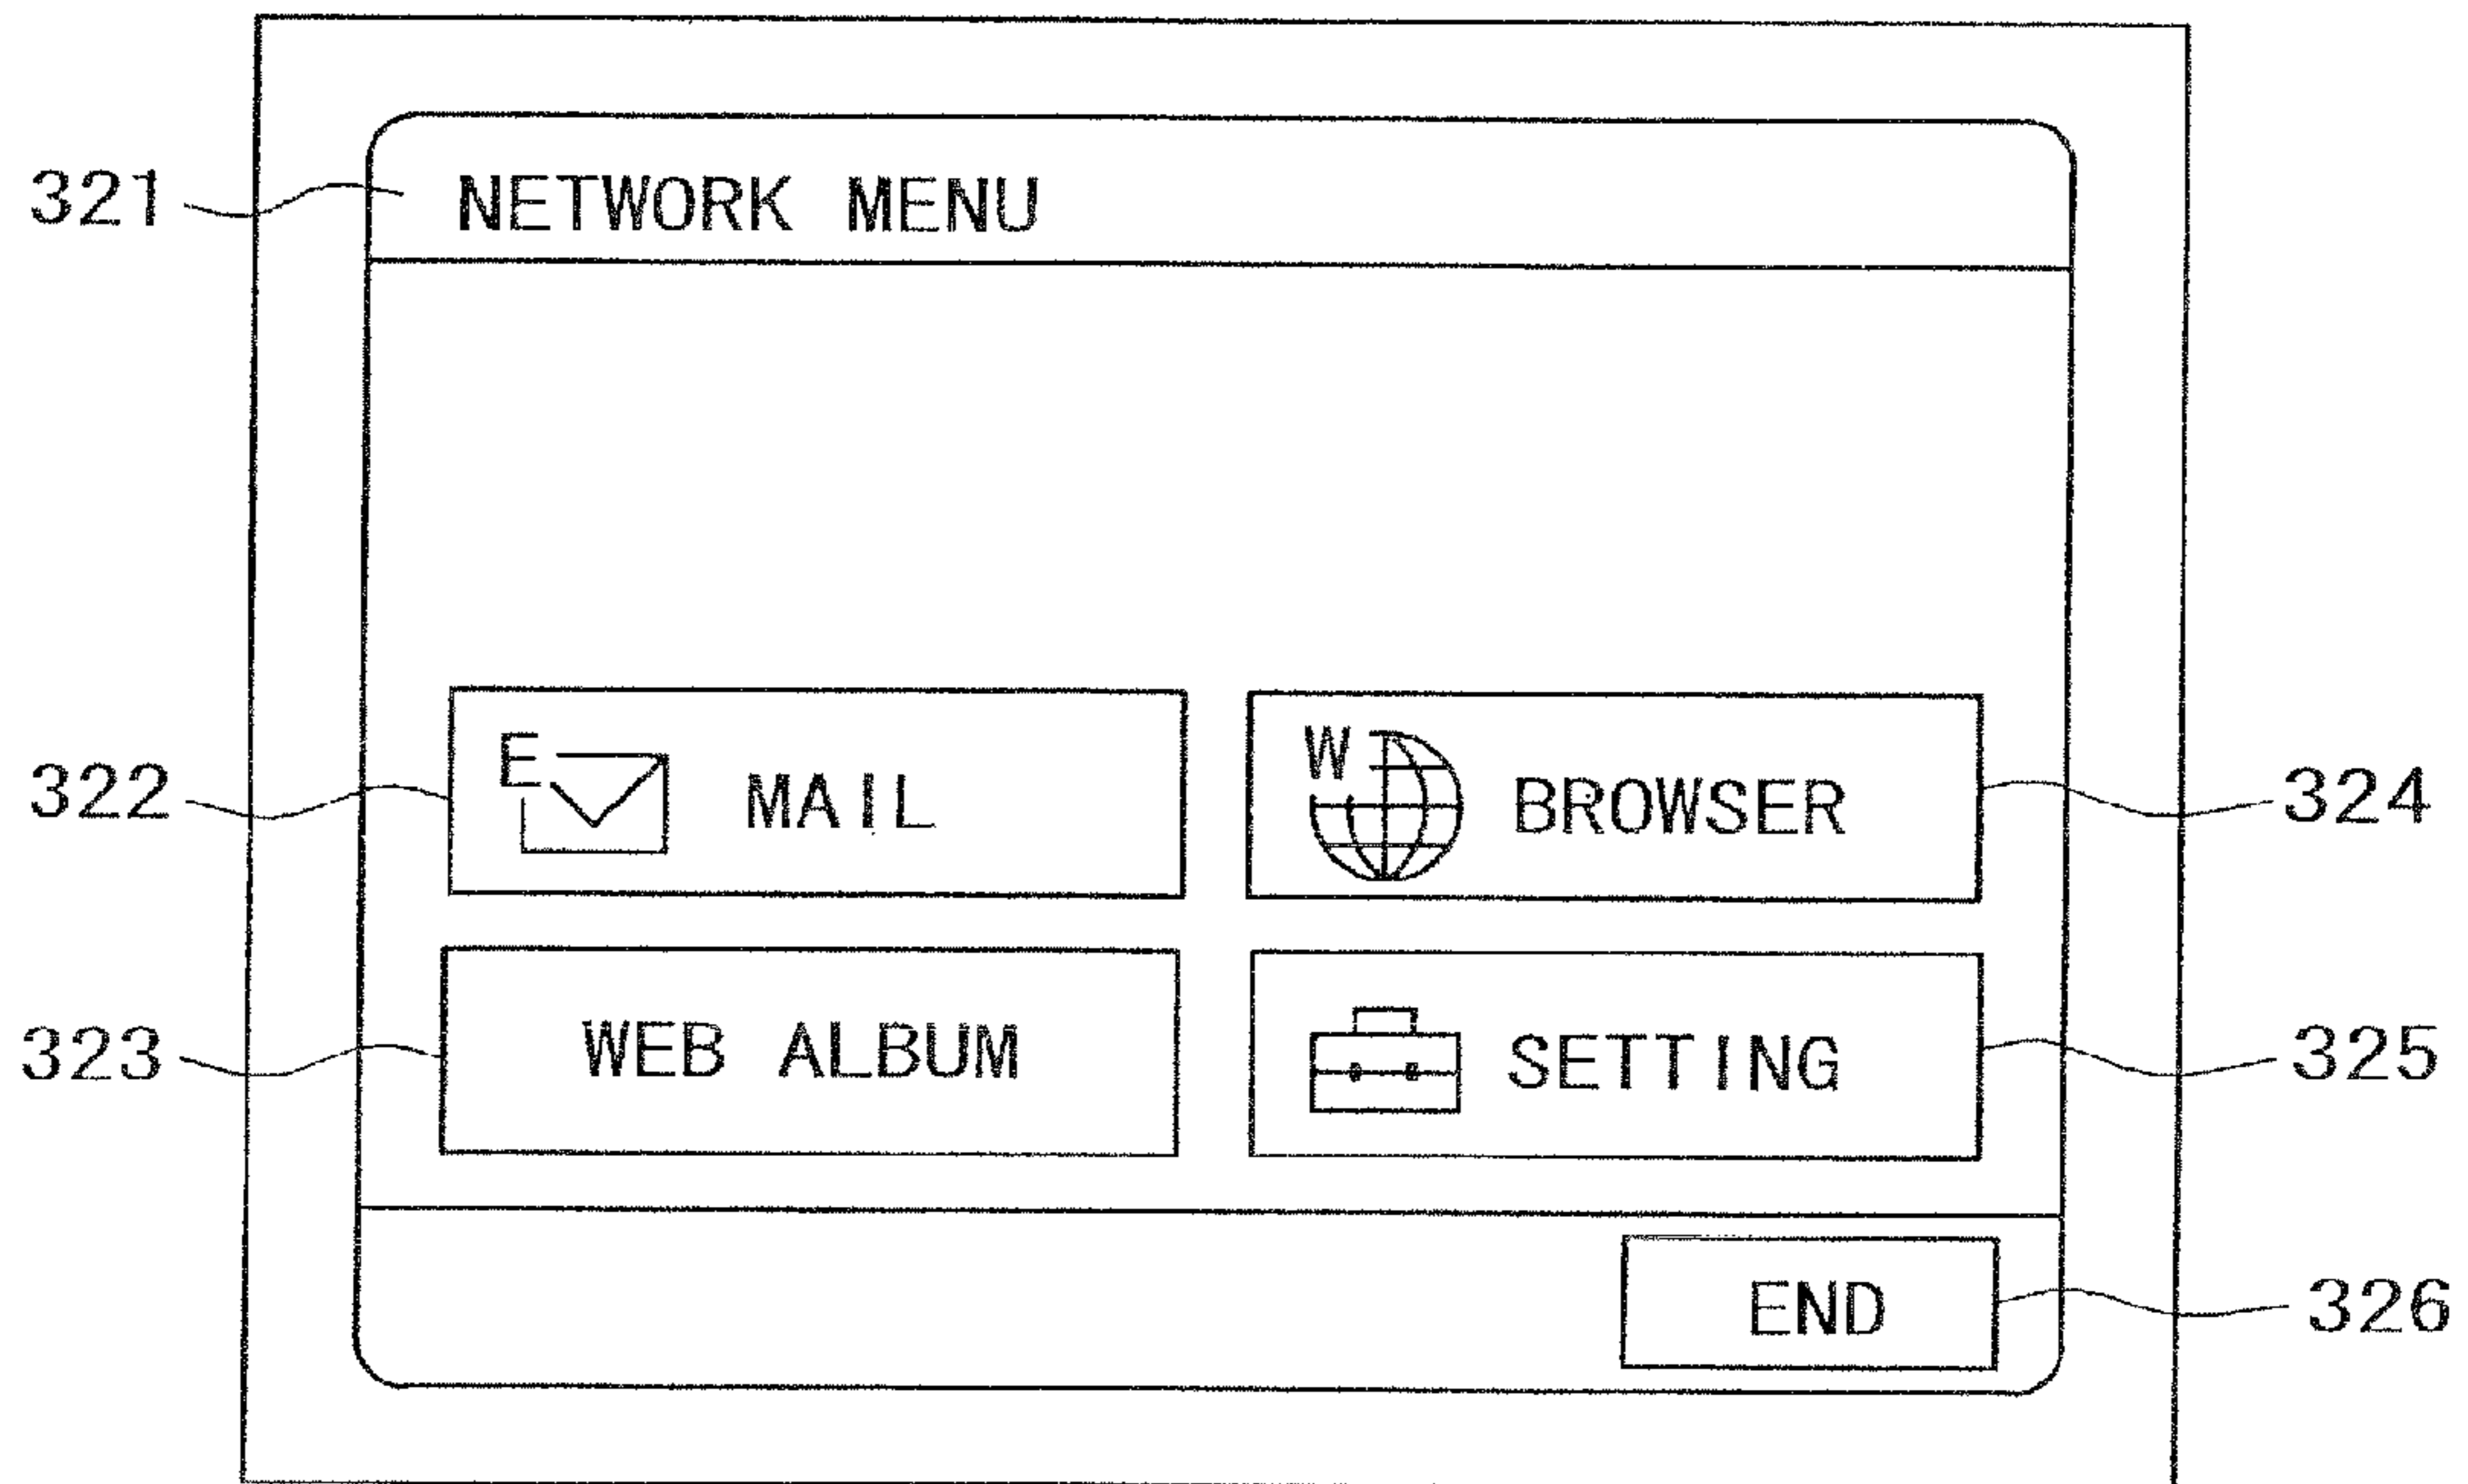 321 NETWORK MENU
322 E MAIL W BROWSER 324
323 WEB ALBUM SETTING 325
END 326